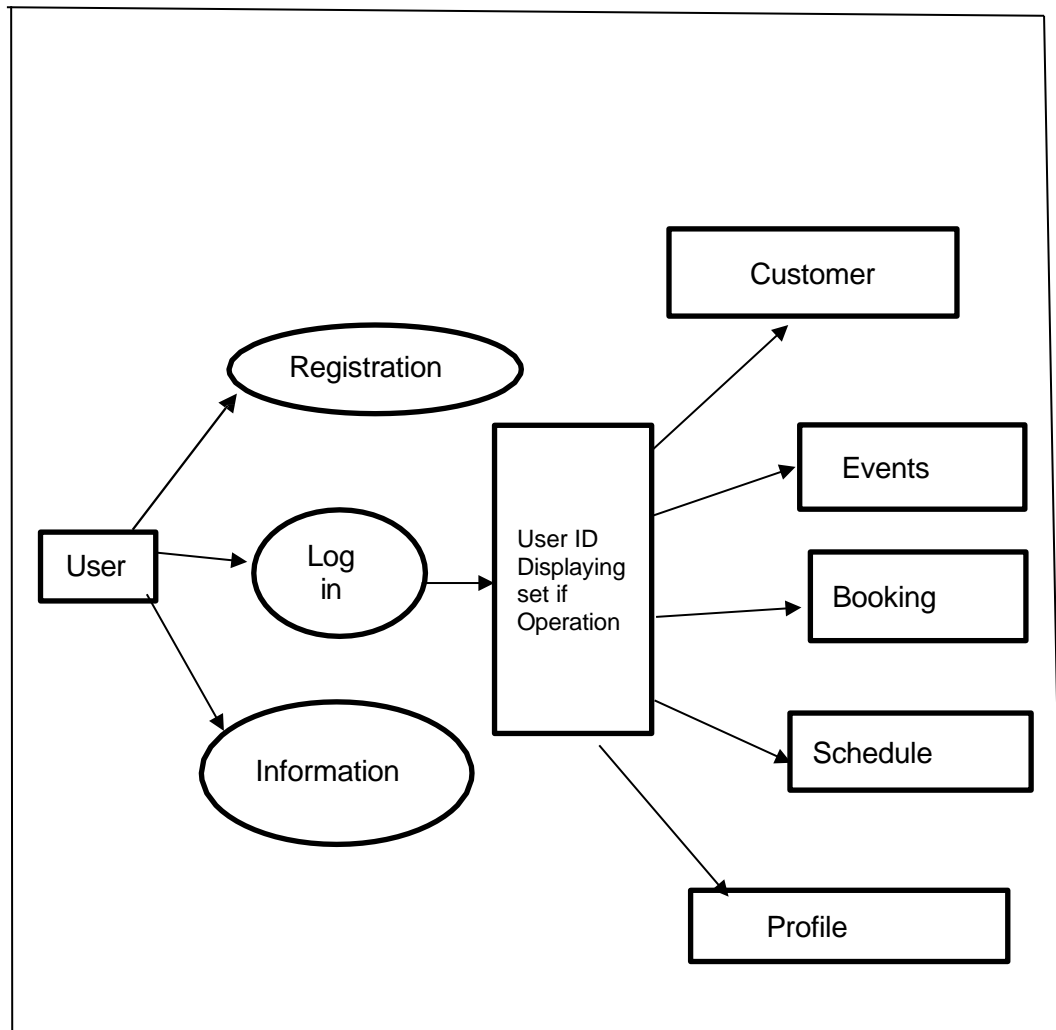 Customer
Registration
Events
User
Log
in
User ID
Displaying
set if
Operation
Booking
Information
Schedule
Profile